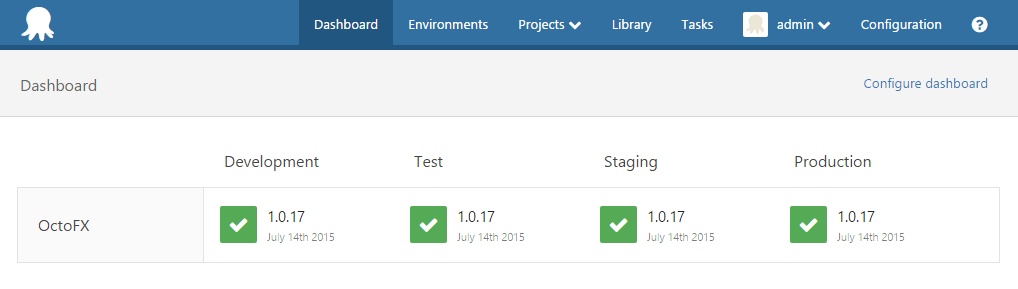 Dashboard Environments Projects Library Tasks admin Configuration ?
Dashboard Configure dashboard
Development Test Staging Production
OctoFX 1.0.17 1.0.17 1.0.17 1.0.17
July 14th 2015 July 14th 2015 July 14th 2015 July 14th 2015